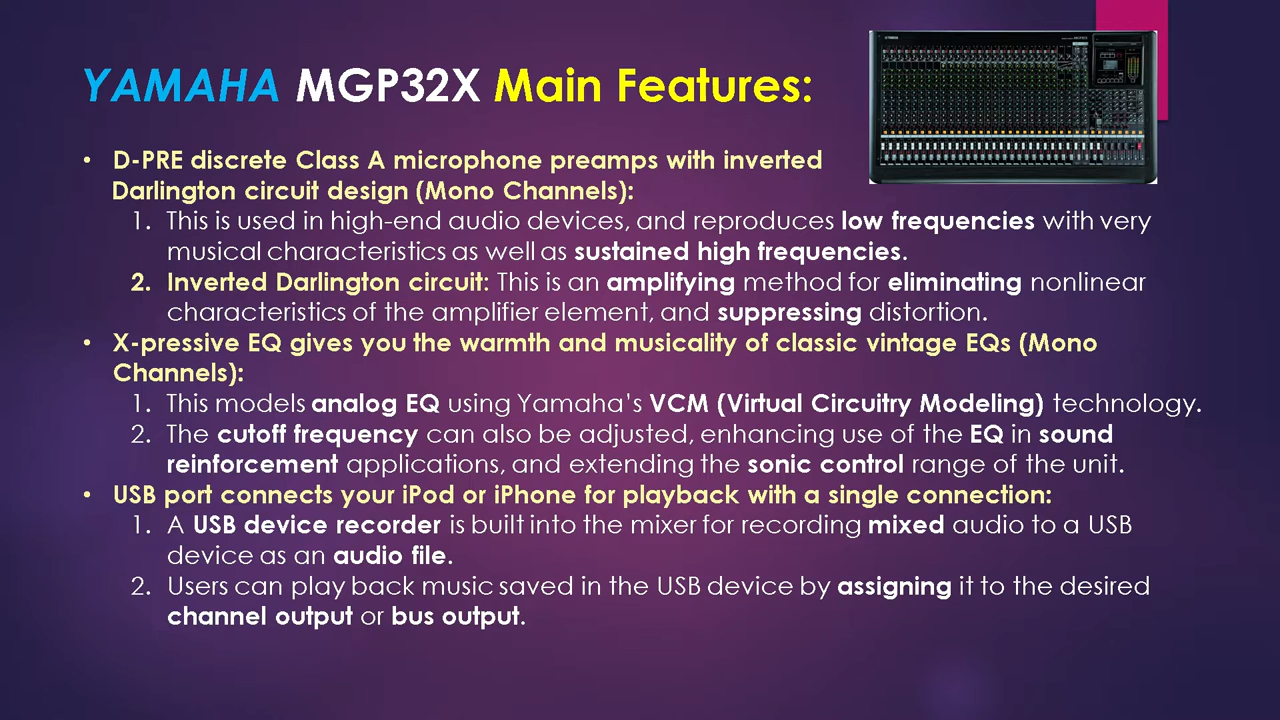 YAMAHA MGP32X Main Features:
• D-PRE discrete Class A microphone preamps with inverted
Darlington circuit design (Mono Channels):
1. This is used in high-end audio devices, and reproduces low frequencies with very
musical characteristics as well as sustained high frequencies.
2. Inverted Darlington circuit: This is an amplifying method for eliminating nonlinear
characteristics of the amplifier element, and suppressing distortion.
• X-pressive EQ gives you the warmth and musicality of classic vintage EQs (Mono
Channels):
1. This models analog EQ using Yamaha’s VCM (Virtual Circuitry Modeling) technology.
2. The cutoff frequency can also be adjusted, enhancing use of the EQ in sound
reinforcement applications, and extending the sonic control range of the unit.
• USB port connects your iPod or iPhone for playback with a single connection:
1. A USB device recorder is built into the mixer for recording mixed audio to a USB
device as an audio file.
2. Users can play back music saved in the USB device by assigning it to the desired
channel output or bus output.